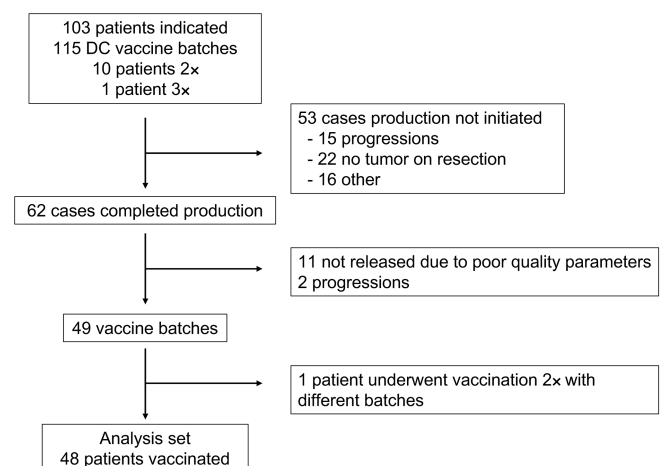 103 patients indicated
115 DC vaccine batches
10 patients 2×
1 patient 3×
53 cases production not initiated
- 15 progressions
- 22 no tumor on resection
- 16 other
62 cases completed production
11 not released due to poor quality parameters
2 progressions
49 vaccine batches
1 patient underwent vaccination 2× with
different batches
Analysis set
48 patients vaccinated